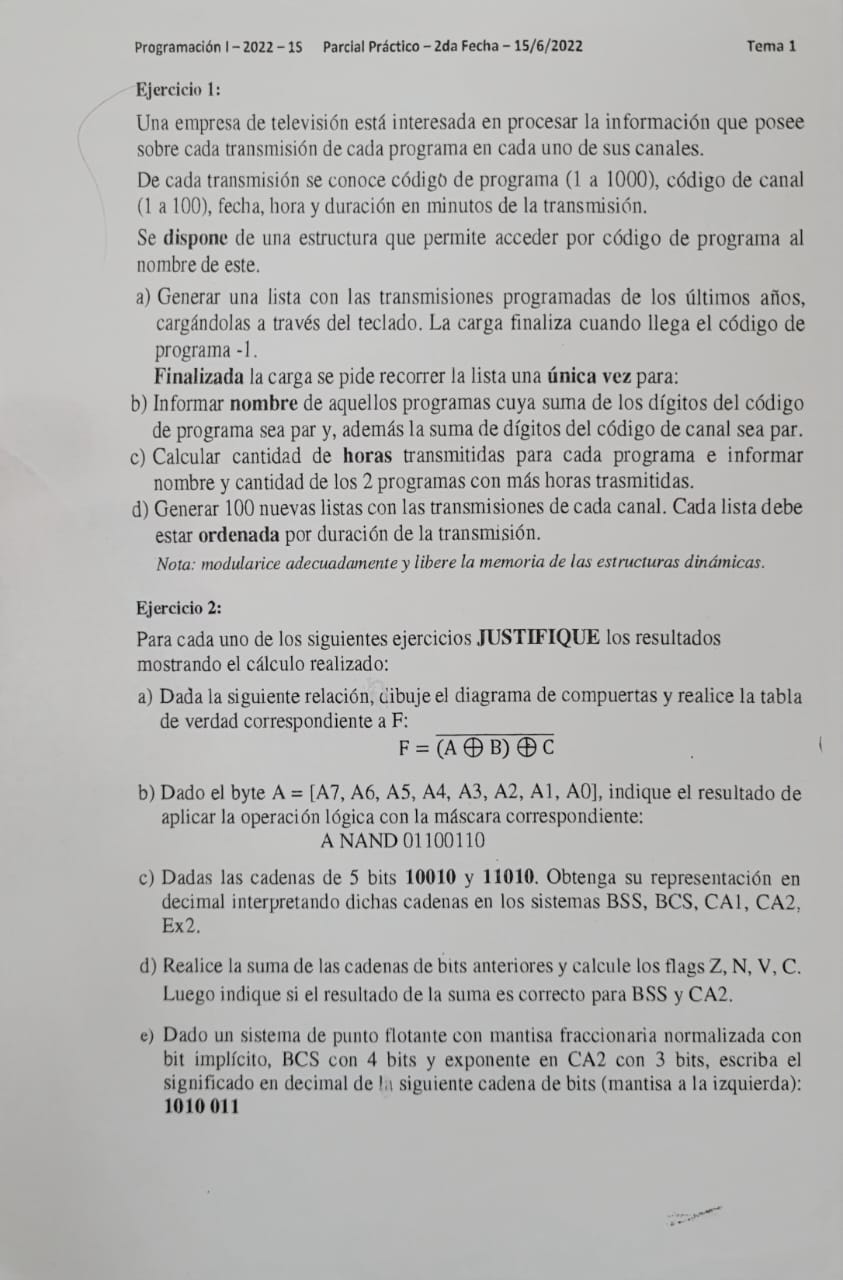 Programación I – 2022 – 1S Parcial Práctico – 2da Fecha – 15/6/2022 Tema 1
Ejercicio 1:
Una empresa de televisión está interesada en procesar la información que posee
sobre cada transmisión de cada programa en cada uno de sus canales.
De cada transmisión se conoce código de programa (1 a 1000), código de canal
(1 a 100), fecha, hora y duración en minutos de la transmisión.
Se dispone de una estructura que permite acceder por código de programa al
nombre de este.
a) Generar una lista con las transmisiones programadas de los últimos años,
cargándolas a través del teclado. La carga finaliza cuando llega el código de
programa -1.
Finalizada la carga se pide recorrer la lista una única vez para:
b) Informar nombre de aquellos programas cuya suma de los dígitos del código
de programa sea par y, además la suma de dígitos del código de canal sea par.
c) Calcular cantidad de horas transmitidas para cada programa e informar
nombre y cantidad de los 2 programas con más horas trasmitidas.
d) Generar 100 nuevas listas con las transmisiones de cada canal. Cada lista debe
estar ordenada por duración de la transmisión.
Nota: modularice adecuadamente y libere la memoria de las estructuras dinámicas.
Ejercicio 2:
Para cada uno de los siguientes ejercicios JUSTIFIQUE los resultados
mostrando el cálculo realizado:
a) Dada la siguiente relación, dibuje el diagrama de compuertas y realice la tabla
de verdad correspondiente a F:
F = \overline{(A ⊕ B) ⊕ C}
b) Dado el byte A = [A7, A6, A5, A4, A3, A2, A1, A0], indique el resultado de
aplicar la operación lógica con la máscara correspondiente:
A NAND 01100110
c) Dadas las cadenas de 5 bits 10010 y 11010. Obtenga su representación en
decimal interpretando dichas cadenas en los sistemas BSS, BCS, CA1, CA2,
Ex2.
d) Realice la suma de las cadenas de bits anteriores y calcule los flags Z, N, V, C.
Luego indique si el resultado de la suma es correcto para BSS y CA2.
e) Dado un sistema de punto flotante con mantisa fraccionaria normalizada con
bit implícito, BCS con 4 bits y exponente en CA2 con 3 bits, escriba el
significado en decimal de la siguiente cadena de bits (mantisa a la izquierda):
1010 011